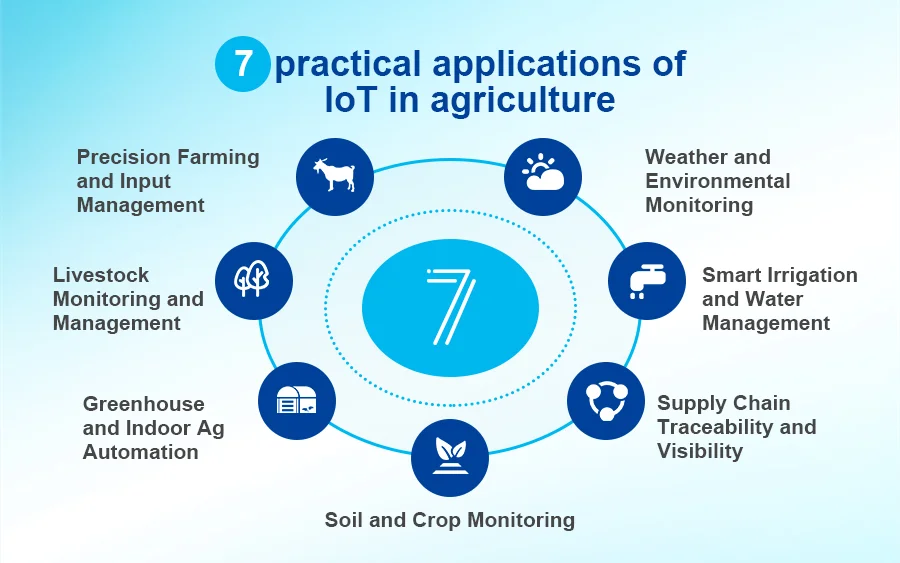 7 practical applications of
IoT in agriculture
Precision Farming
and Input
Management
Weather and
Environmental
Monitoring
Livestock
Monitoring and
Management
7
Smart Irrigation
and Water
Management
Greenhouse
and Indoor Ag
Automation
Supply Chain
Traceability and
Visibility
Soil and Crop Monitoring